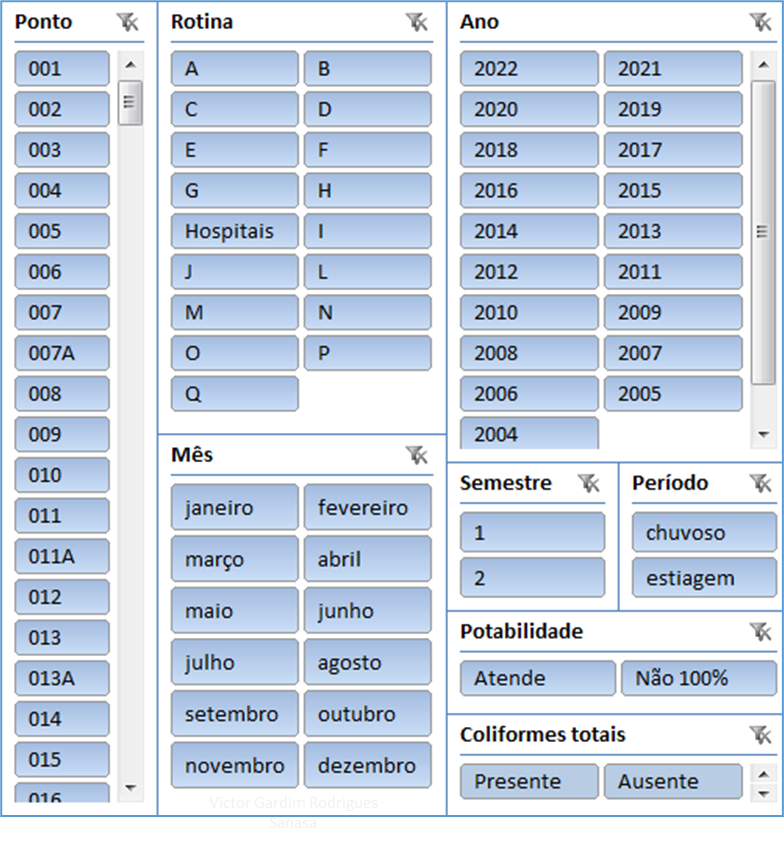 Ponto
001
002
003
004
005
006
007
007A
008
009
010
011
011A
012
013
013A
014
015
016
Rotina
A B
C D
E F
G H
Hospitais I
J L
M N
O P
Q
Mês
janeiro fevereiro
março abril
maio junho
julho agosto
setembro outubro
novembro dezembro
Ano
2022 2021
2020 2019
2018 2017
2016 2015
2014 2013
2012 2011
2010 2009
2008 2007
2006 2005
2004
Semestre
1
2
Período
chuvoso
estiagem
Potabilidade
Atende Não 100%
Coliformes totais
Presente Ausente
Victor Gardim Rodrigues
Sanasa